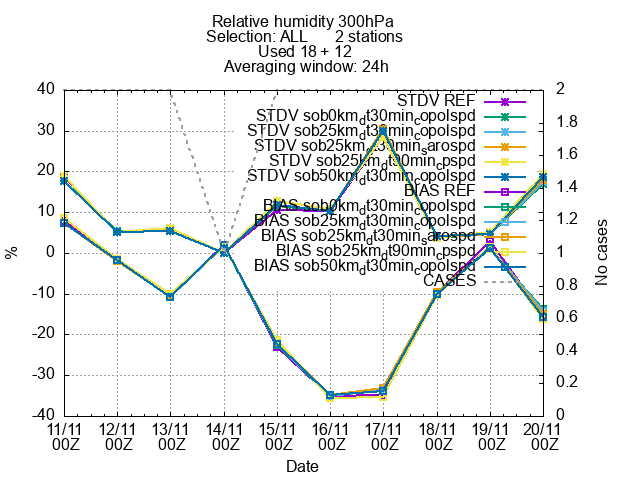 Relative humidity 300hPa
Selection: ALL 2 stations
Used 18 + 12
Averaging window: 24h
40
30
20
10
0
-10
-20
-30
-40
%
2
1.8
1.6
1.4
1.2
1
0.8
0.6
0.4
0.2
0
No cases
STDV REF
STDV sob0km_dt30min_copolspd
STDV sob25km_dt30min_copolspd
STDV sob25km_dt30min_sarospd
STDV sob25km_dt90min_cpspd
STDV sob50km_dt30min_copolspd
BIAS REF
BIAS sob0km_dt30min_copolspd
BIAS sob25km_dt30min_copolspd
BIAS sob25km_dt30min_sarospd
BIAS sob25km_dt90min_cpspd
BIAS sob50km_dt30min_copolspd
CASES
11/11 12/11 13/11 14/11 15/11 16/11 17/11 18/11 19/11 20/11
00Z 00Z 00Z 00Z 00Z 00Z 00Z 00Z 00Z 00Z
Date